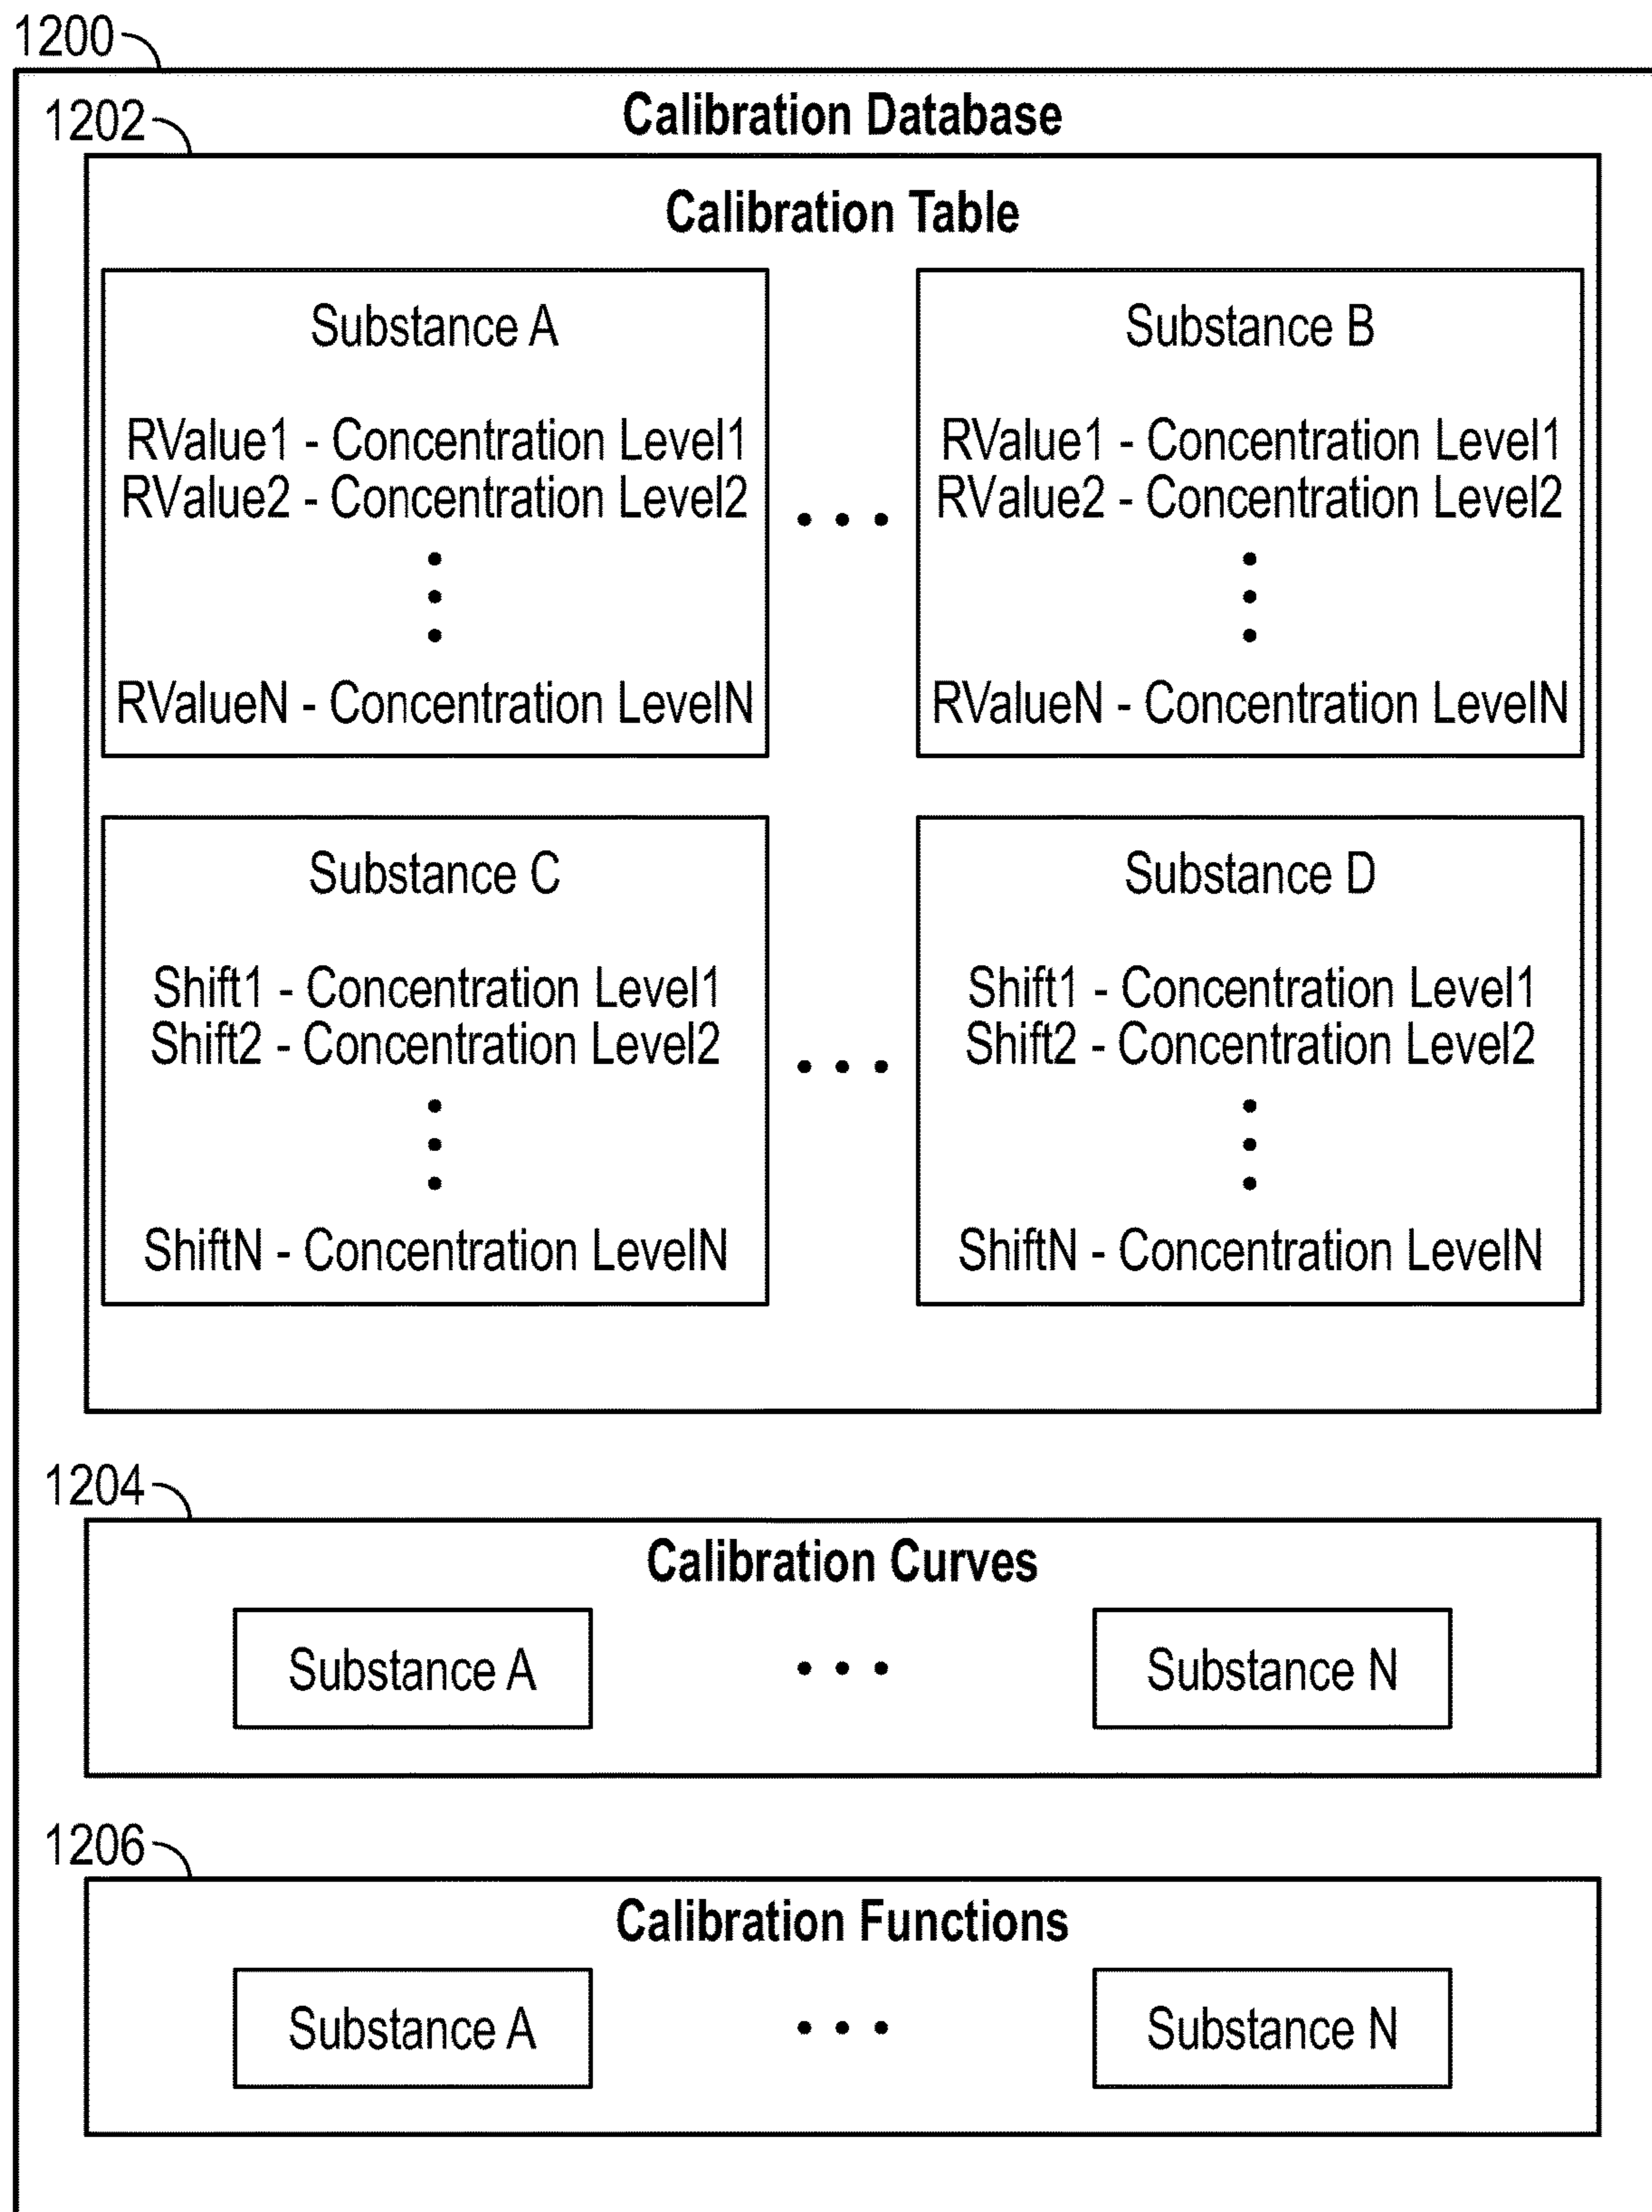 1200
1202
Calibration Database
Calibration Table
Substance A
RValue1 - Concentration Level1
RValue2 - Concentration Level2
RValueN - Concentration LevelN
Substance B
RValue1 - Concentration Level1
RValue2 - Concentration Level2
RValueN - Concentration LevelN
Substance C
Shift1 - Concentration Level1
Shift2 - Concentration Level2
ShiftN - Concentration LevelN
Substance D
Shift1 - Concentration Level1
Shift2 - Concentration Level2
ShiftN - Concentration LevelN
1204
Calibration Curves
Substance A
Substance N
1206
Calibration Functions
Substance A
Substance N